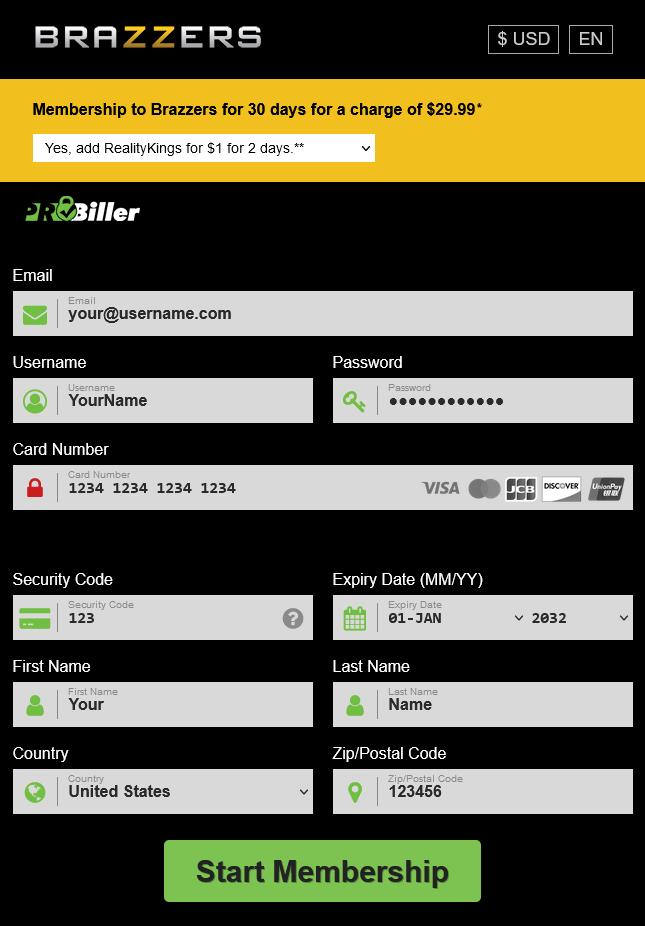 BRAZZERS
$ USD EN
Membership to Brazzers for 30 days for a charge of $29.99*
Yes, add RealityKings for $1 for 2 days.**
PROBiller
Email
Email
your@username.com
Username Password
Username Password
YourName ••••••••••••
Card Number
Card Number
1234 1234 1234 1234 VISA JCB DISCOVER UnionPay 银联
Security Code Expiry Date (MM/YY)
Security Code Expiry Date
123 ? 01-JAN 2032
First Name Last Name
First Name Last Name
Your Name
Country Zip/Postal Code
Country Zip/Postal Code
United States 123456
Start Membership